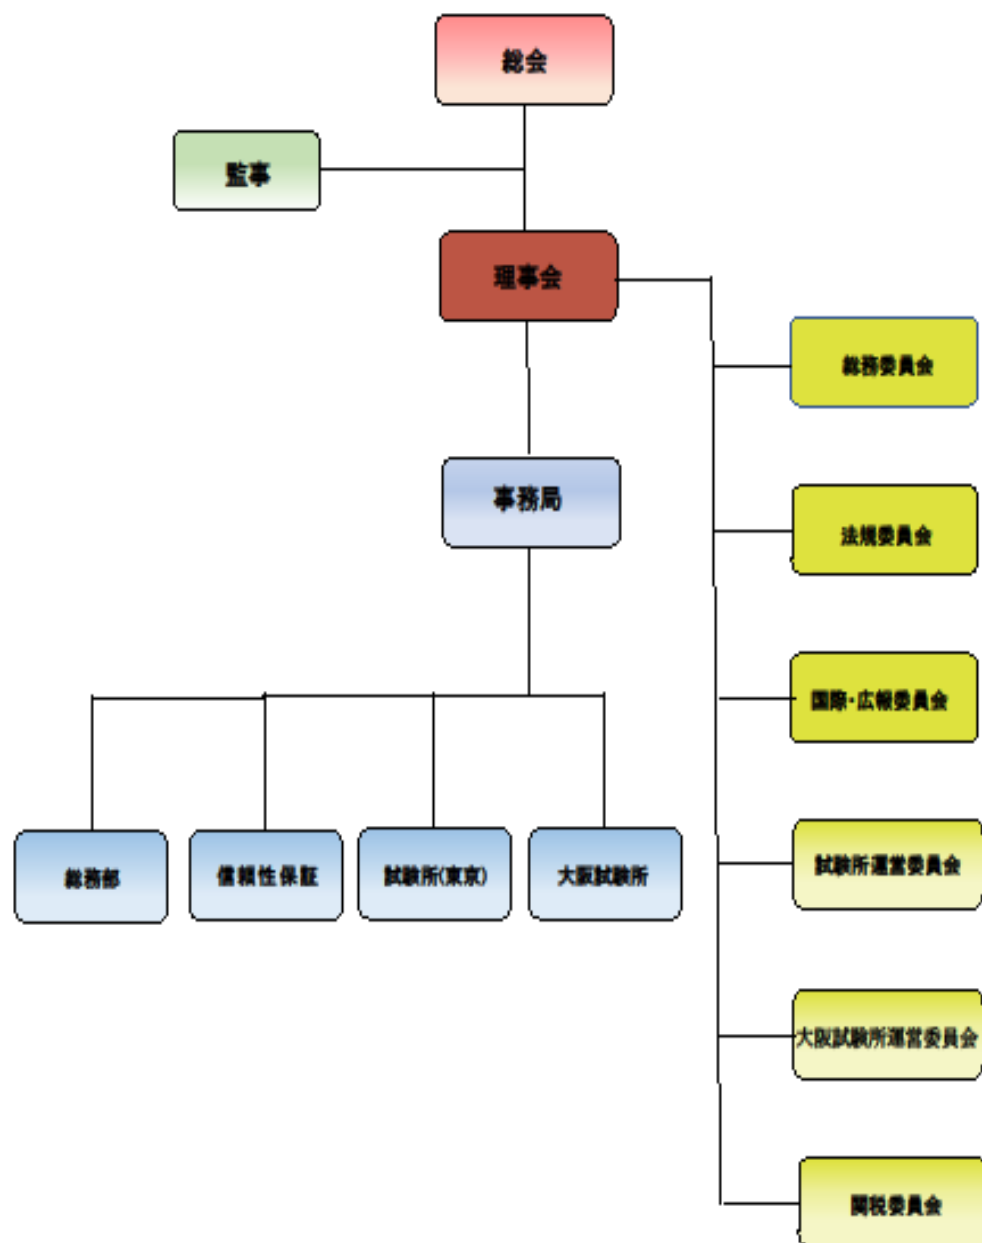 総会
監事
理事会
総務委員会
事務局
法規委員会
国際・広報委員会
総務部
信頼性保証
試験所(東京)
大阪試験所
試験所運営委員会
大阪試験所運営委員会
関税委員会